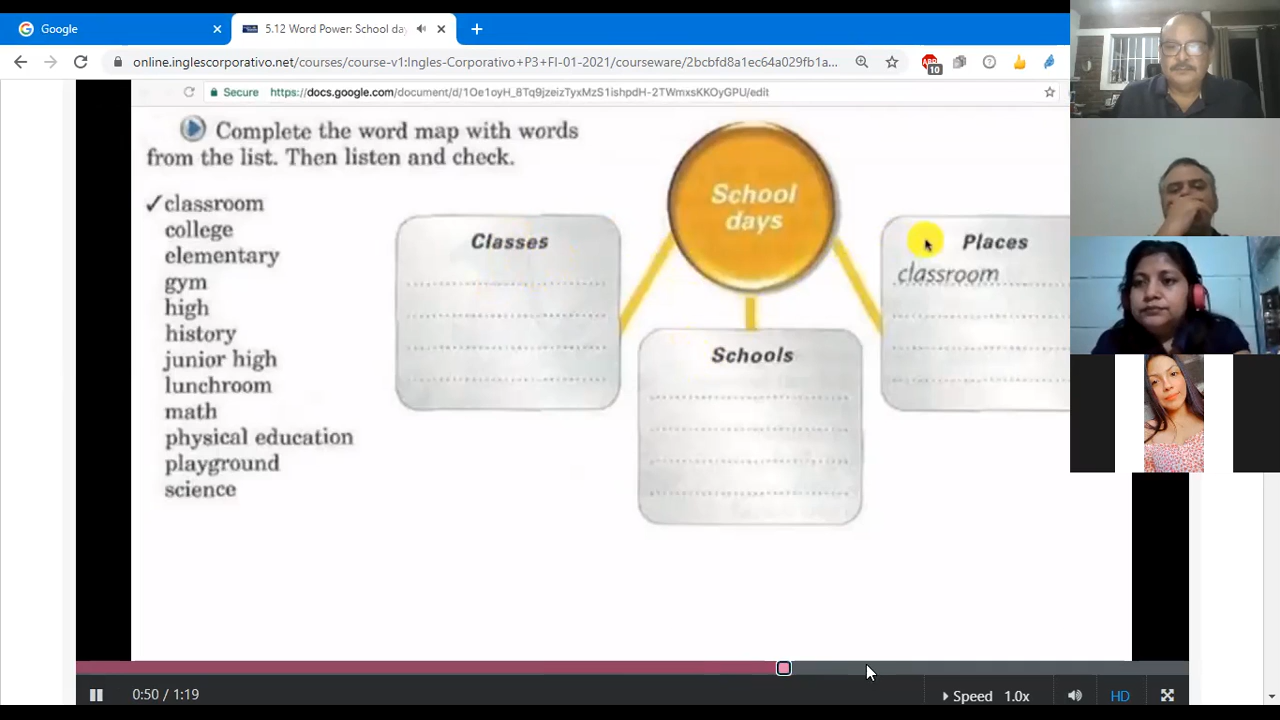 Google
5.12 Word Power: School da
online.inglescorporativo.net/courses/course-v1:Ingles-Corporativo+P3+FI-01-2021/courseware/2bcbfd8a1ec64a029fb1a...
10
Secure https://docs.google.com/document/d/1Oe1oyH_8Tq9jzeizTyxMzS1ishpdH-2TWmxsKKOyGPU/edit
Complete the word map with words
from the list. Then listen and check.
✓classroom
college
elementary
gym
high
history
junior high
lunchroom
math
physical education
playground
science
School
days
Classes
Schools
Places
classroom
0:50 / 1:19
Speed 1.0x
HD